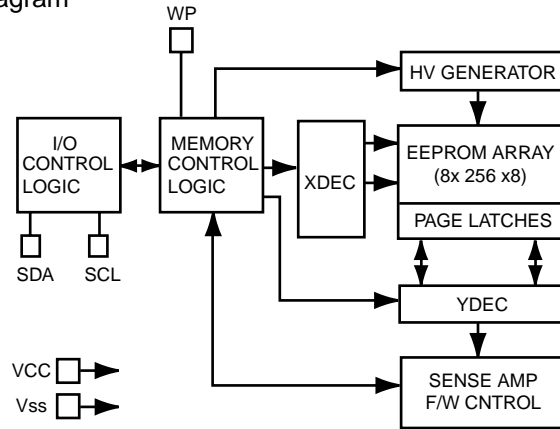 agram
WP
HV GENERATOR
I/O
CONTROL
LOGIC
MEMORY
CONTROL
LOGIC
XDEC
EEPROM ARRAY
(8x 256 x8)
PAGE LATCHES
SDA
SCL
YDEC
VCC
Vss
SENSE AMP
F/W CNTROL